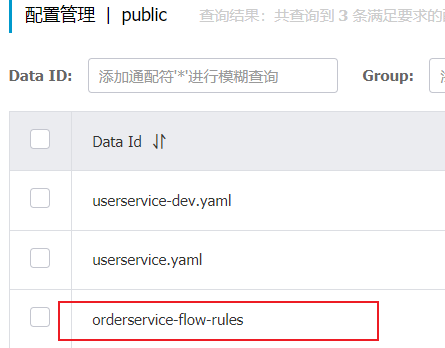 配置管理 | public 查询结果：共查询到 3 条满足要求的
Data ID: 添加通配符'*'进行模糊查询 Group:
Data Id
userservice-dev.yaml
userservice.yaml
orderservice-flow-rules